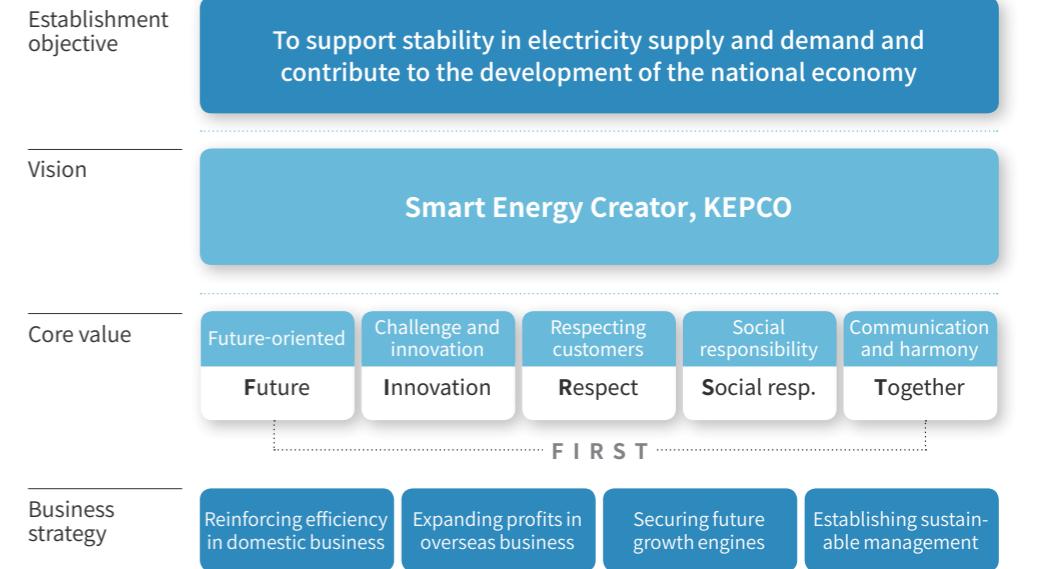 Establishment
objective
To support stability in electricity supply and demand and
contribute to the development of the national economy
Vision
Smart Energy Creator, KEPCO
Core value
Future-oriented
Future
Challenge and
innovation
Innovation
Respecting
customers
Respect
Social
responsibility
Social resp.
Communication
and harmony
Together
F I R S T
Business
strategy
Reinforcing efficiency
in domestic business
Expanding profits in
overseas business
Securing future
growth engines
Establishing sustain-
able management